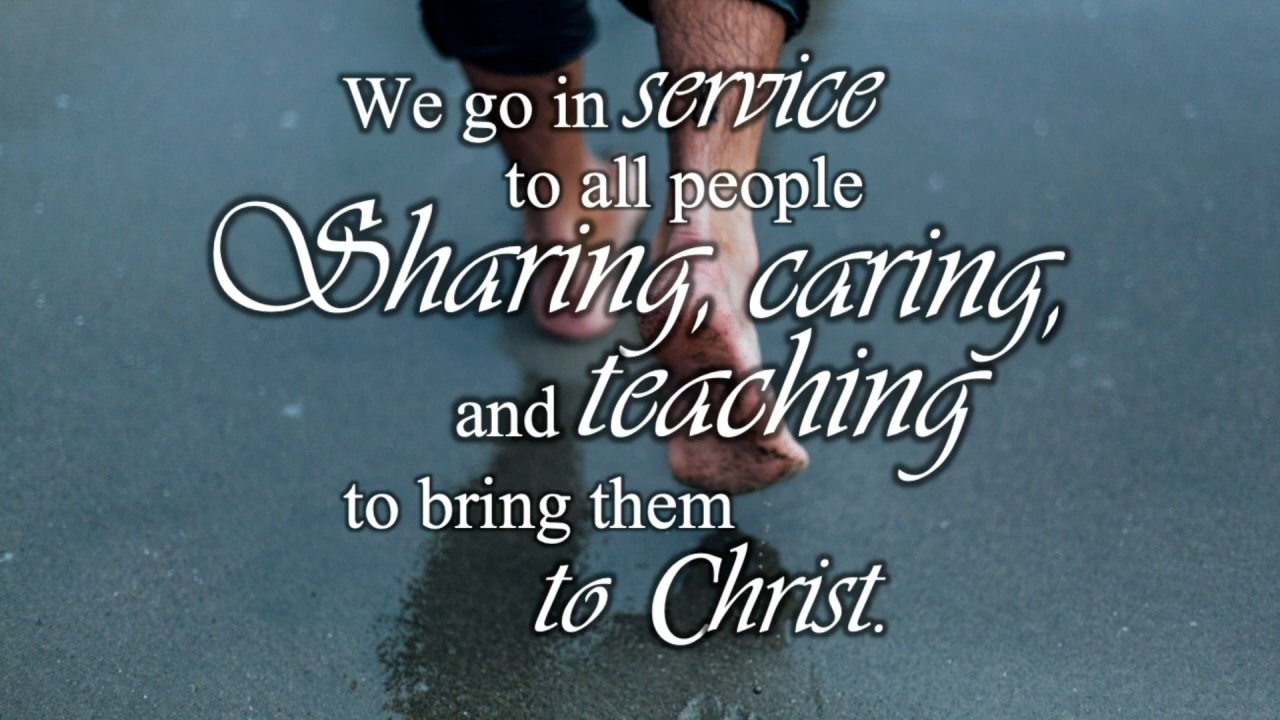 We go in service
to all people
Sharing, caring,
and teaching
to bring them
to Christ.